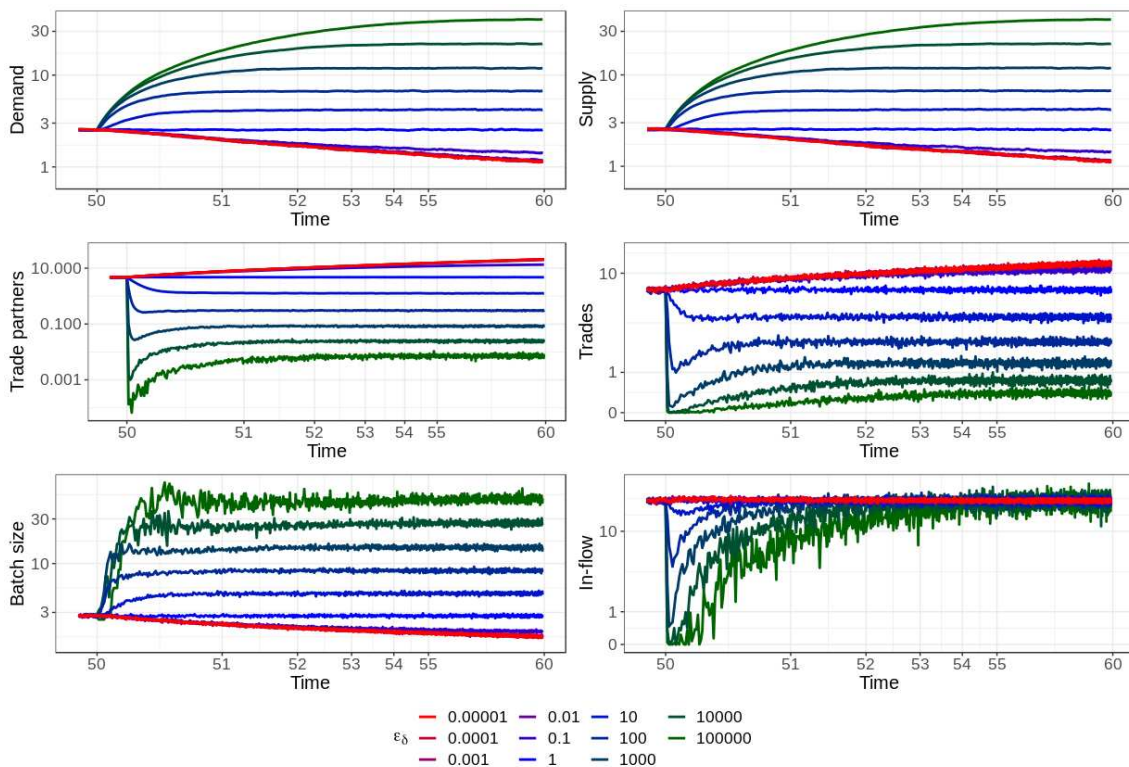 Demand
30
10
3
1
50 51 52 53 54 55 60
Time
Supply
30
10
3
1
50 51 52 53 54 55 60
Time
Trade partners
10.000
0.100
0.001
50 51 52 53 54 55 60
Time
Trades
10
1
0
50 51 52 53 54 55 60
Time
Batch size
30
10
3
50 51 52 53 54 55 60
Time
In-flow
10
1
0
50 51 52 53 54 55 60
Time
εδ
0.00001 0.01 10 10000
0.0001 0.1 100 100000
0.001 1 1000